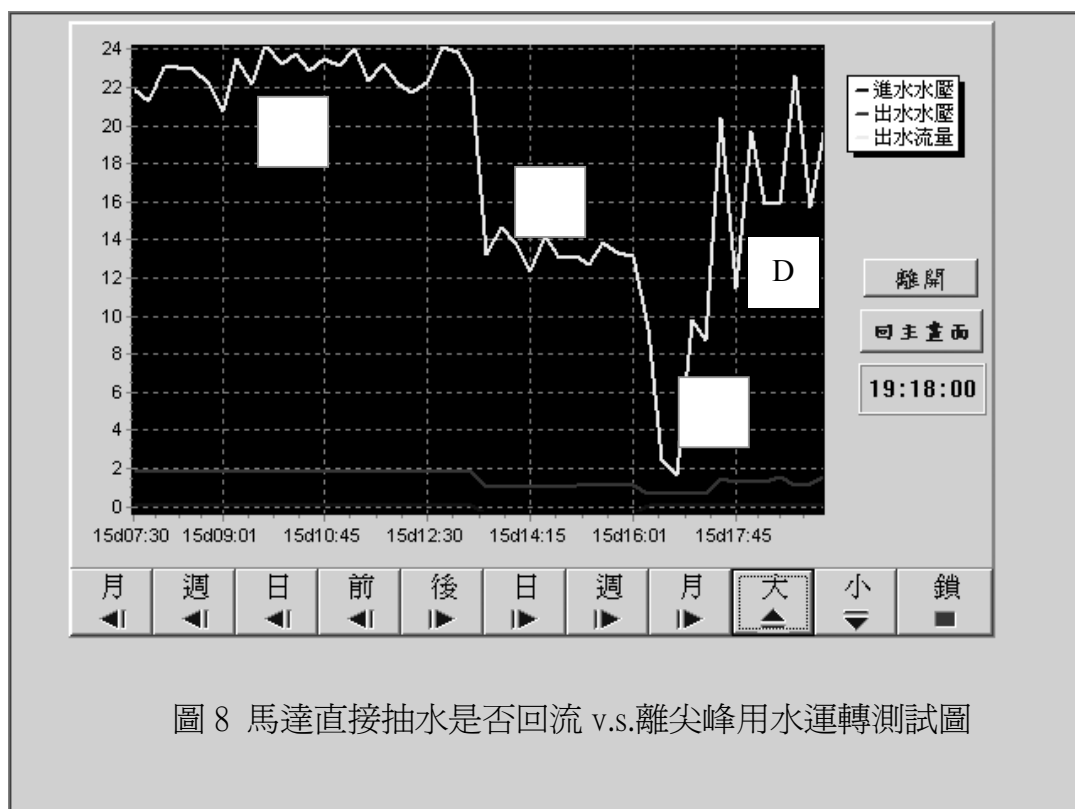 24
22
20
18
16
14
12
10
8
6
4
2
0
15d07:30 15d09:01 15d10:45 15d12:30 15d14:15 15d16:01 15d17:45
D
進水水壓
出水水壓
出水流量
離開
回主畫面
19:18:00
月 週 日 前 後 日 週 月 大 小 鎖
圖 8 馬達直接抽水是否回流 v.s.離尖峰用水運轉測試圖